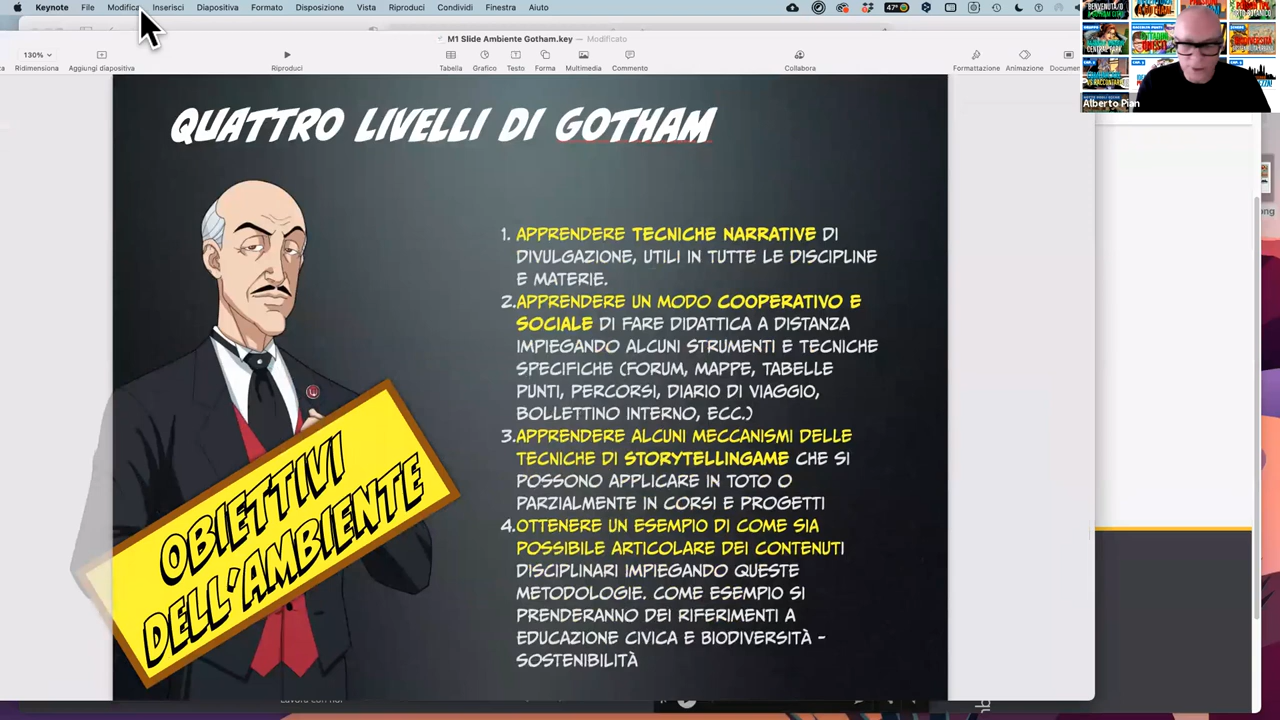 Keynote File Modifica Inserisci Diapositiva Formato Disposizione Vista Riproduci Condividi Finestra Aiuto
47°
M1 Slide Ambiente Gotham.key — Modificato
130%
Ridimensiona Aggiungi diapositiva Riproduci Tabella Grafico Testo Forma Multimedia Commento Collabora Formattazione Animazione Documen
Alberto Pian
QUATTRO LIVELLI DI GOTHAM
1. APPRENDERE TECNICHE NARRATIVE DI
DIVULGAZIONE, UTILI IN TUTTE LE DISCIPLINE
E MATERIE.
2.APPRENDERE UN MODO COOPERATIVO E
SOCIALE DI FARE DIDATTICA A DISTANZA
IMPIEGANDO ALCUNI STRUMENTI E TECNICHE
SPECIFICHE (FORUM, MAPPE, TABELLE
PUNTI, PERCORSI, DIARIO DI VIAGGIO,
BOLLETTINO INTERNO, ECC.)
3.APPRENDERE ALCUNI MECCANISMI DELLE
TECNICHE DI STORYTELLINGAME CHE SI
POSSONO APPLICARE IN TOTO O
PARZIALMENTE IN CORSI E PROGETTI
4.OTTENERE UN ESEMPIO DI COME SIA
POSSIBILE ARTICOLARE DEI CONTENUTI
DISCIPLINARI IMPIEGANDO QUESTE
METODOLOGIE. COME ESEMPIO SI
PRENDERANNO DEI RIFERIMENTI A
EDUCAZIONE CIVICA E BIODIVERSITÀ -
SOSTENIBILITÀ
OBIETTIVI
DELL'AMBIENTE